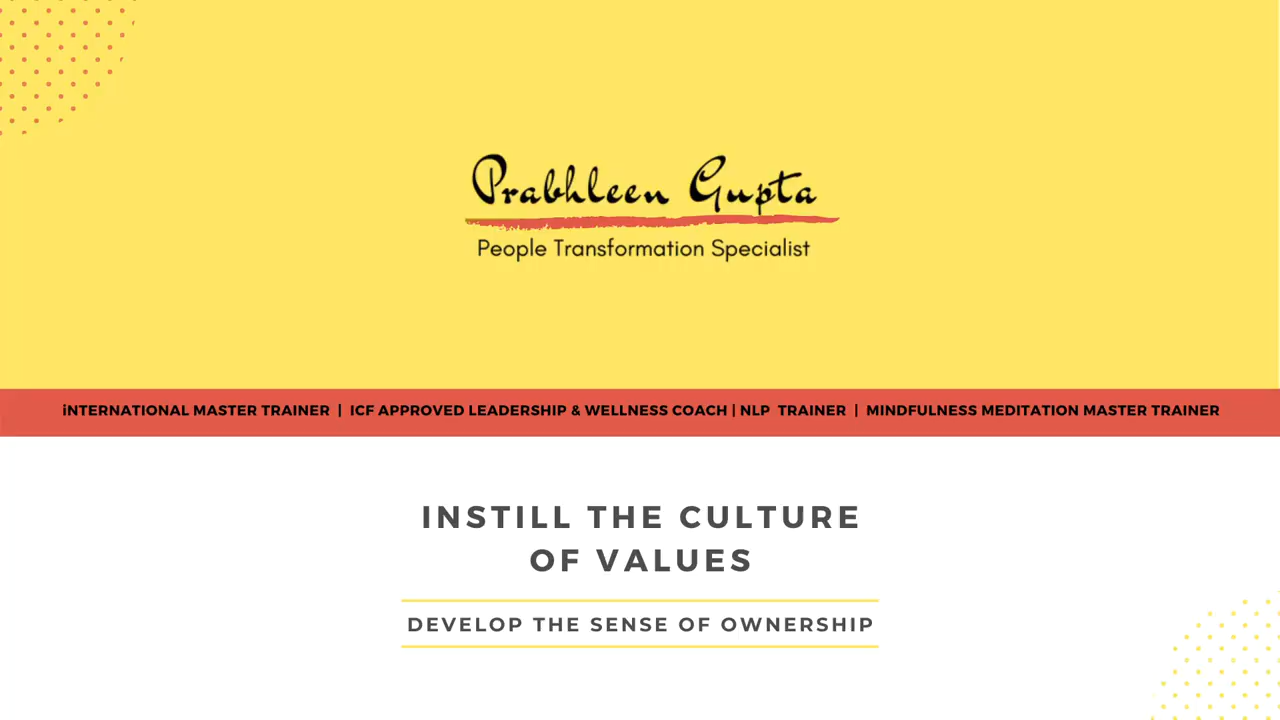 Prabhleen Gupta
People Transformation Specialist
iNTERNATIONAL MASTER TRAINER | ICF APPROVED LEADERSHIP & WELLNESS COACH | NLP TRAINER | MINDFULNESS MEDITATION MASTER TRAINER
INSTILL THE CULTURE
OF VALUES
DEVELOP THE SENSE OF OWNERSHIP